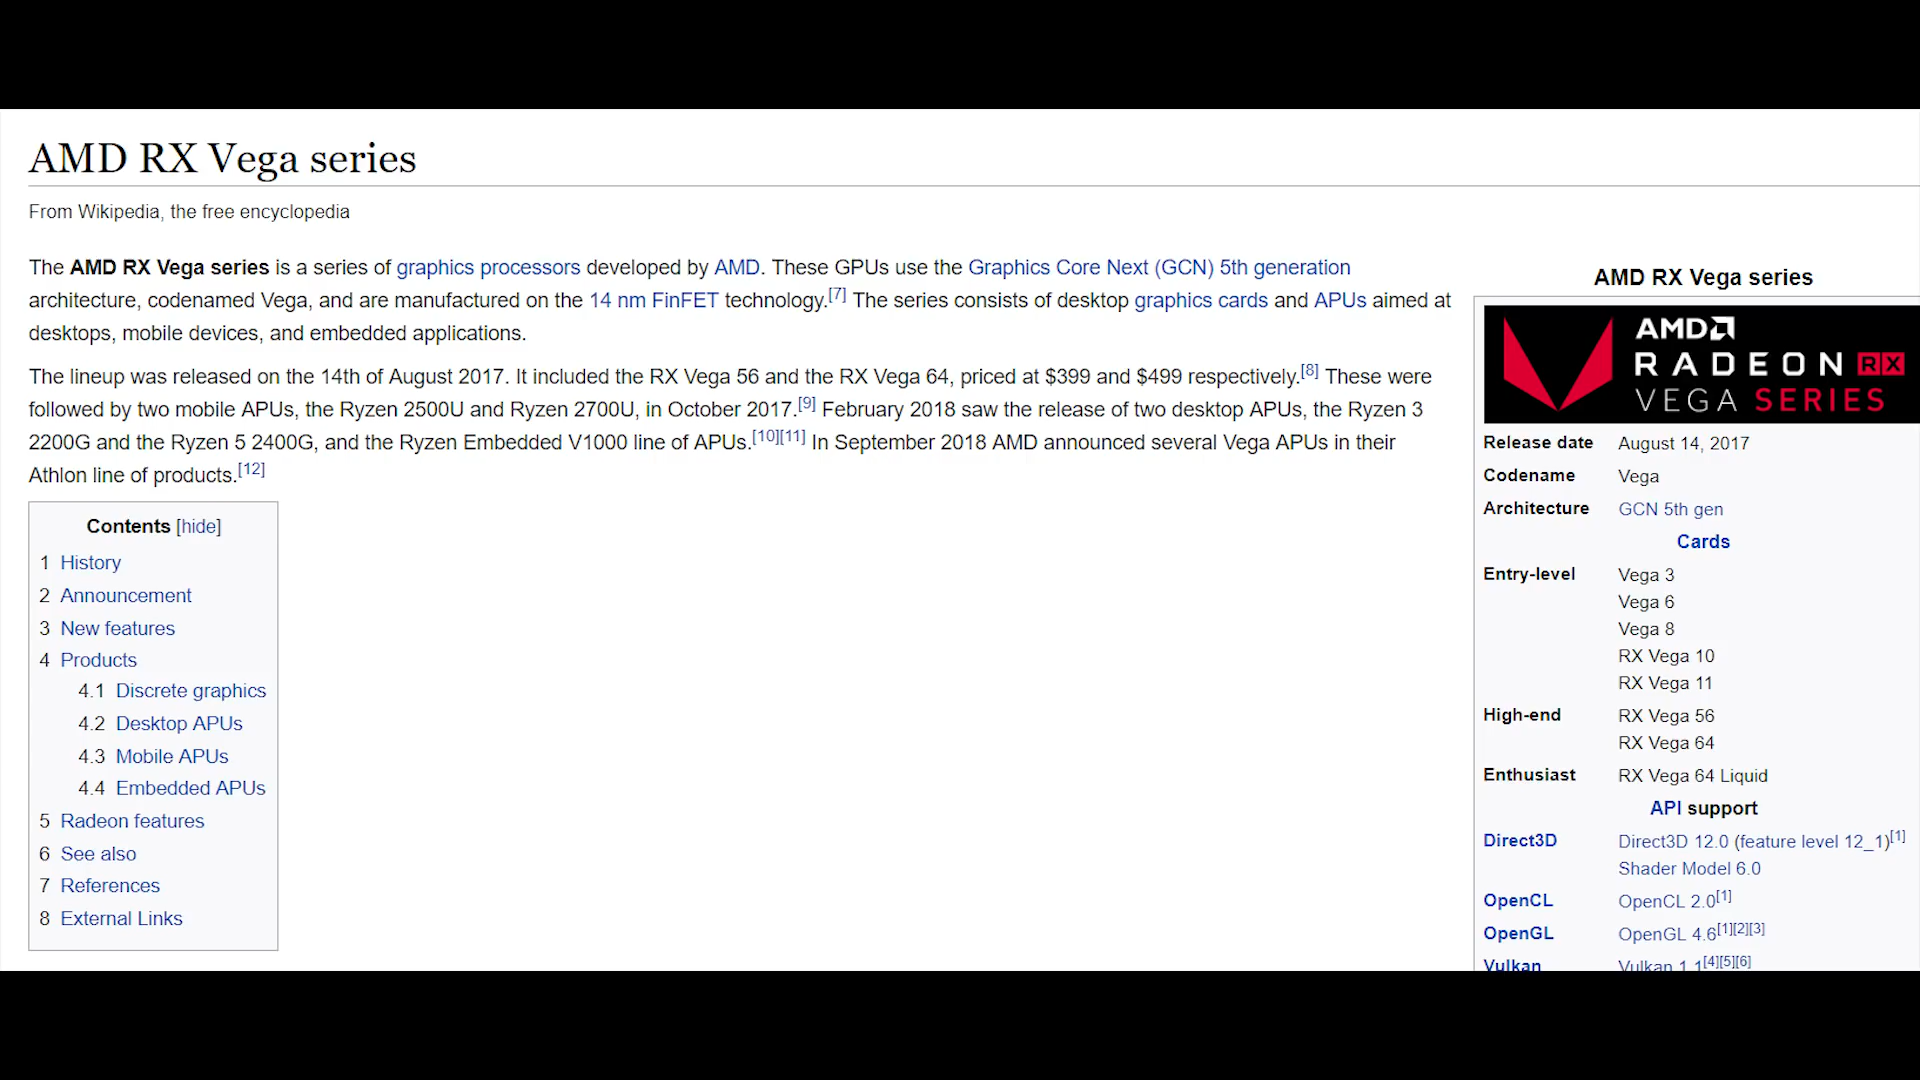 AMD RX Vega series
From Wikipedia, the free encyclopedia
The AMD RX Vega series is a series of graphics processors developed by AMD. These GPUs use the Graphics Core Next (GCN) 5th generation
architecture, codenamed Vega, and are manufactured on the 14 nm FinFET technology.[7] The series consists of desktop graphics cards and APUs aimed at
desktops, mobile devices, and embedded applications.
The lineup was released on the 14th of August 2017. It included the RX Vega 56 and the RX Vega 64, priced at $399 and $499 respectively.[8] These were
followed by two mobile APUs, the Ryzen 2500U and Ryzen 2700U, in October 2017.[9] February 2018 saw the release of two desktop APUs, the Ryzen 3
2200G and the Ryzen 5 2400G, and the Ryzen Embedded V1000 line of APUs.[10][11] In September 2018 AMD announced several Vega APUs in their
Athlon line of products.[12]
Contents [hide]
1 History
2 Announcement
3 New features
4 Products
4.1 Discrete graphics
4.2 Desktop APUs
4.3 Mobile APUs
4.4 Embedded APUs
5 Radeon features
6 See also
7 References
8 External Links
AMD RX Vega series
AMD
RADEON RX
VEGA SERIES
Release date August 14, 2017
Codename Vega
Architecture GCN 5th gen
Cards
Entry-level Vega 3
Vega 6
Vega 8
RX Vega 10
RX Vega 11
High-end RX Vega 56
RX Vega 64
Enthusiast RX Vega 64 Liquid
API support
Direct3D Direct3D 12.0 (feature level 12_1)[1]
Shader Model 6.0
OpenCL OpenCL 2.0[1]
OpenGL OpenGL 4.6[1][2][3]
Vulkan Vulkan 1.1[4][5][6]